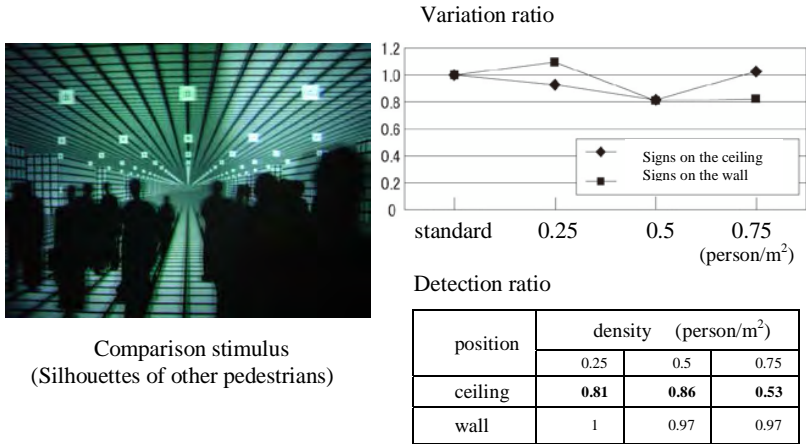 Variation ratio
1.2
1.0
0.8
0.6
0.4
0.2
0
Signs on the ceiling
Signs on the wall
standard 0.25 0.5 0.75
(person/m²)
Comparison stimulus
(Silhouettes of other pedestrians)
Detection ratio
position density (person/m²)
0.25 0.5 0.75
ceiling 0.81 0.86 0.53
wall 1 0.97 0.97